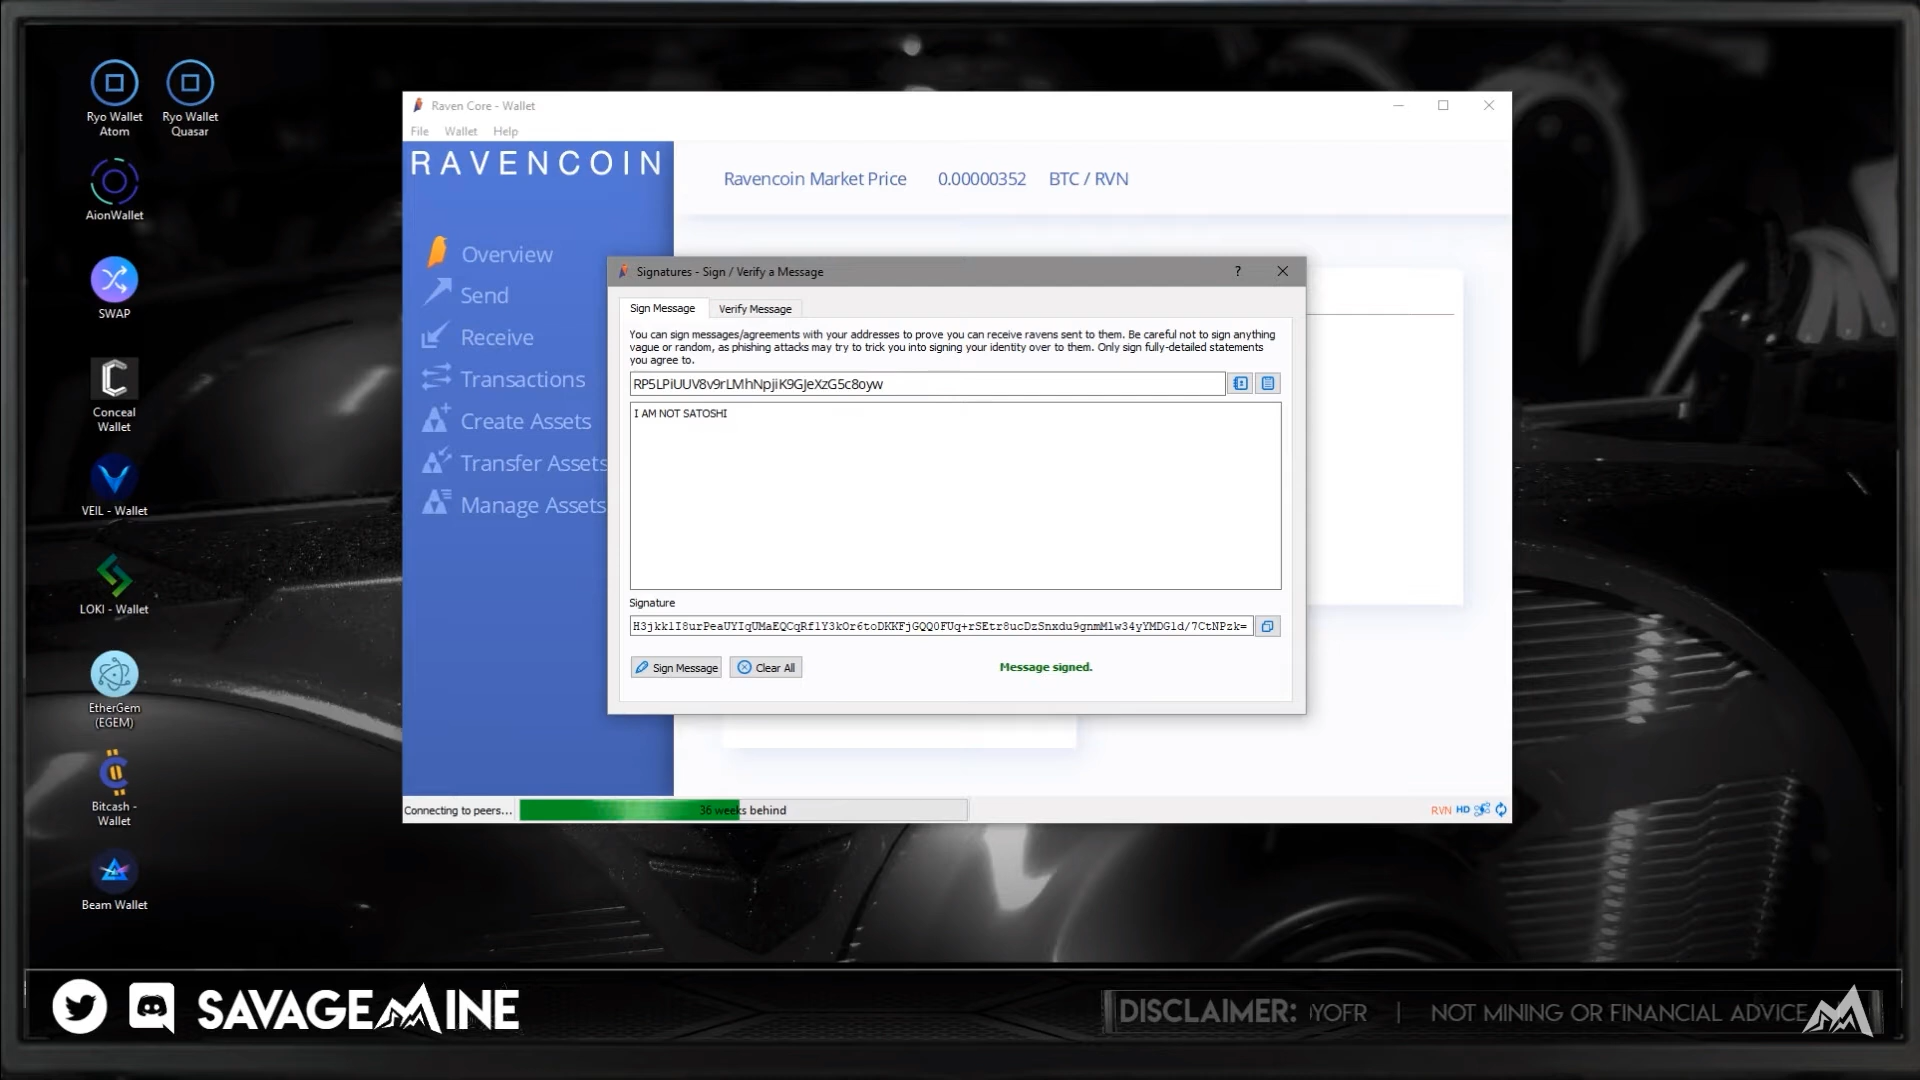 Ryo Wallet
Atom
Ryo Wallet
Quasar
AionWallet
SWAP
Conceal
Wallet
VEIL - Wallet
LOKI - Wallet
EtherGem
(EGEM)
Bitcash -
Wallet
Beam Wallet
Raven Core - Wallet
File Wallet Help
RAVENCOIN
Ravencoin Market Price 0.00000352 BTC / RVN
Overview
Send
Receive
Transactions
Create Assets
Transfer Assets
Manage Assets
Signatures - Sign / Verify a Message
?
Sign Message Verify Message
You can sign messages/agreements with your addresses to prove you can receive ravens sent to them. Be careful not to sign anything
vague or random, as phishing attacks may try to trick you into signing your identity over to them. Only sign fully-detailed statements
you agree to.
RP5LPiUUV8v9rLMhNpjiK9GJeXzG5c8oyw
I AM NOT SATOSHI
Signature
H3jkk1I8urPeaUYIqUMaEQCqRf1Y3kOr6toDKKFjGQQ0FUq+rSEtr8ucDzSnxdu9gnmM1w34yYMDG1d/7CtNPzk=
Sign Message Clear All Message signed.
Connecting to peers... 36 weeks behind
RVN HD
SAVAGEMINE
DISCLAIMER: YOFR | NOT MINING OR FINANCIAL ADVICE